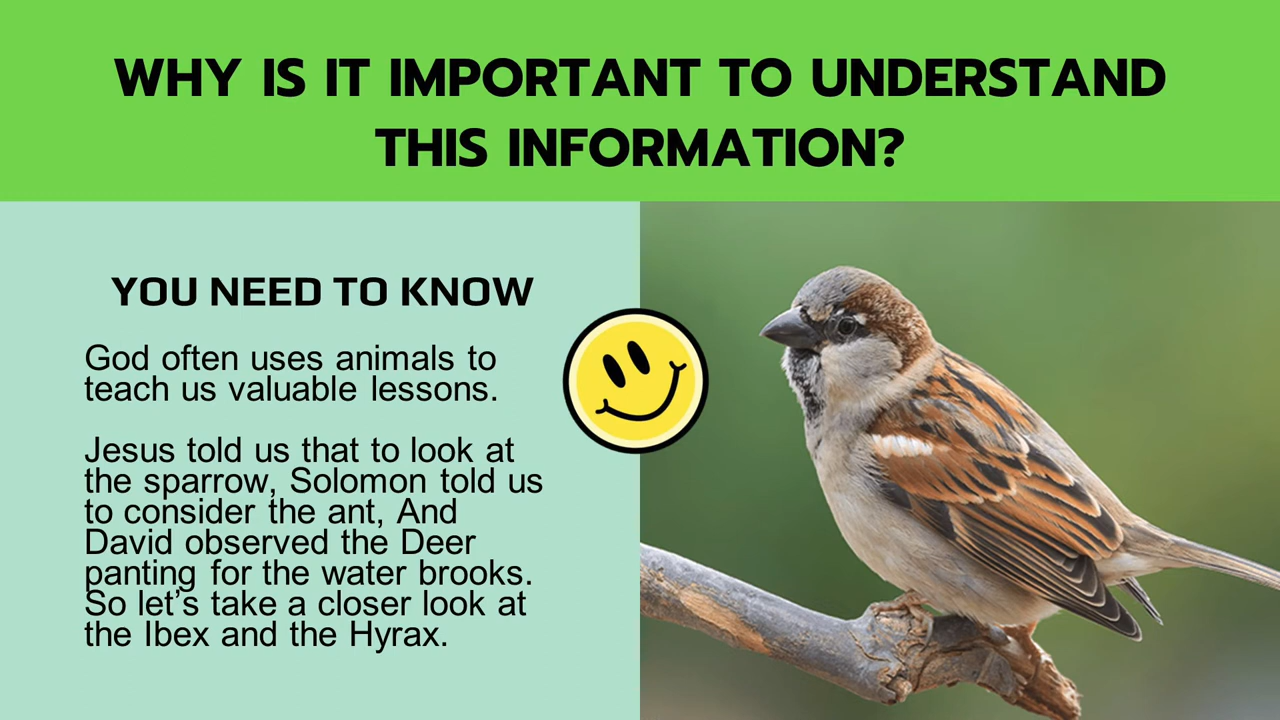 WHY IS IT IMPORTANT TO UNDERSTAND
THIS INFORMATION?
YOU NEED TO KNOW
God often uses animals to
teach us valuable lessons.
Jesus told us that to look at
the sparrow, Solomon told us
to consider the ant, And
David observed the Deer
panting for the water brooks.
So let’s take a closer look at
the Ibex and the Hyrax.